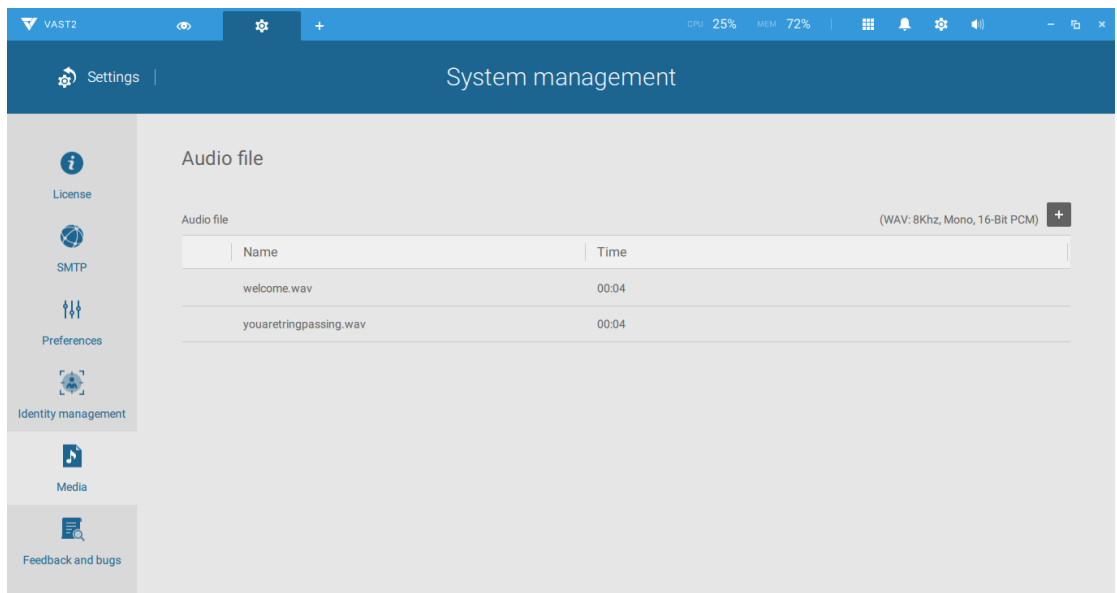 VAST2
CPU 25% MEM 72%
Settings
System management
License
SMTP
Preferences
Identity management
Media
Feedback and bugs
Audio file
Audio file (WAV: 8Khz, Mono, 16-Bit PCM) +
Name Time
welcome.wav 00:04
youaretringpassing.wav 00:04